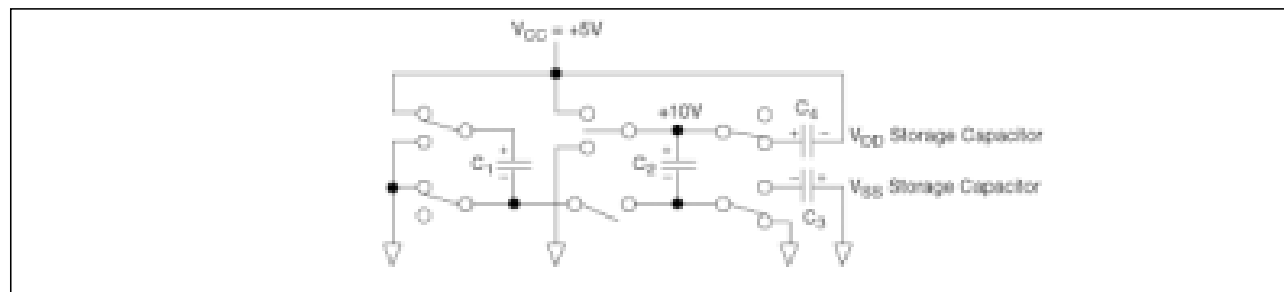 V_CC = +5V
+10V
C_4
+ −
V_DD Storage Capacitor
+
C_1
−
+
C_2
−
− +
V_SS Storage Capacitor
C_3